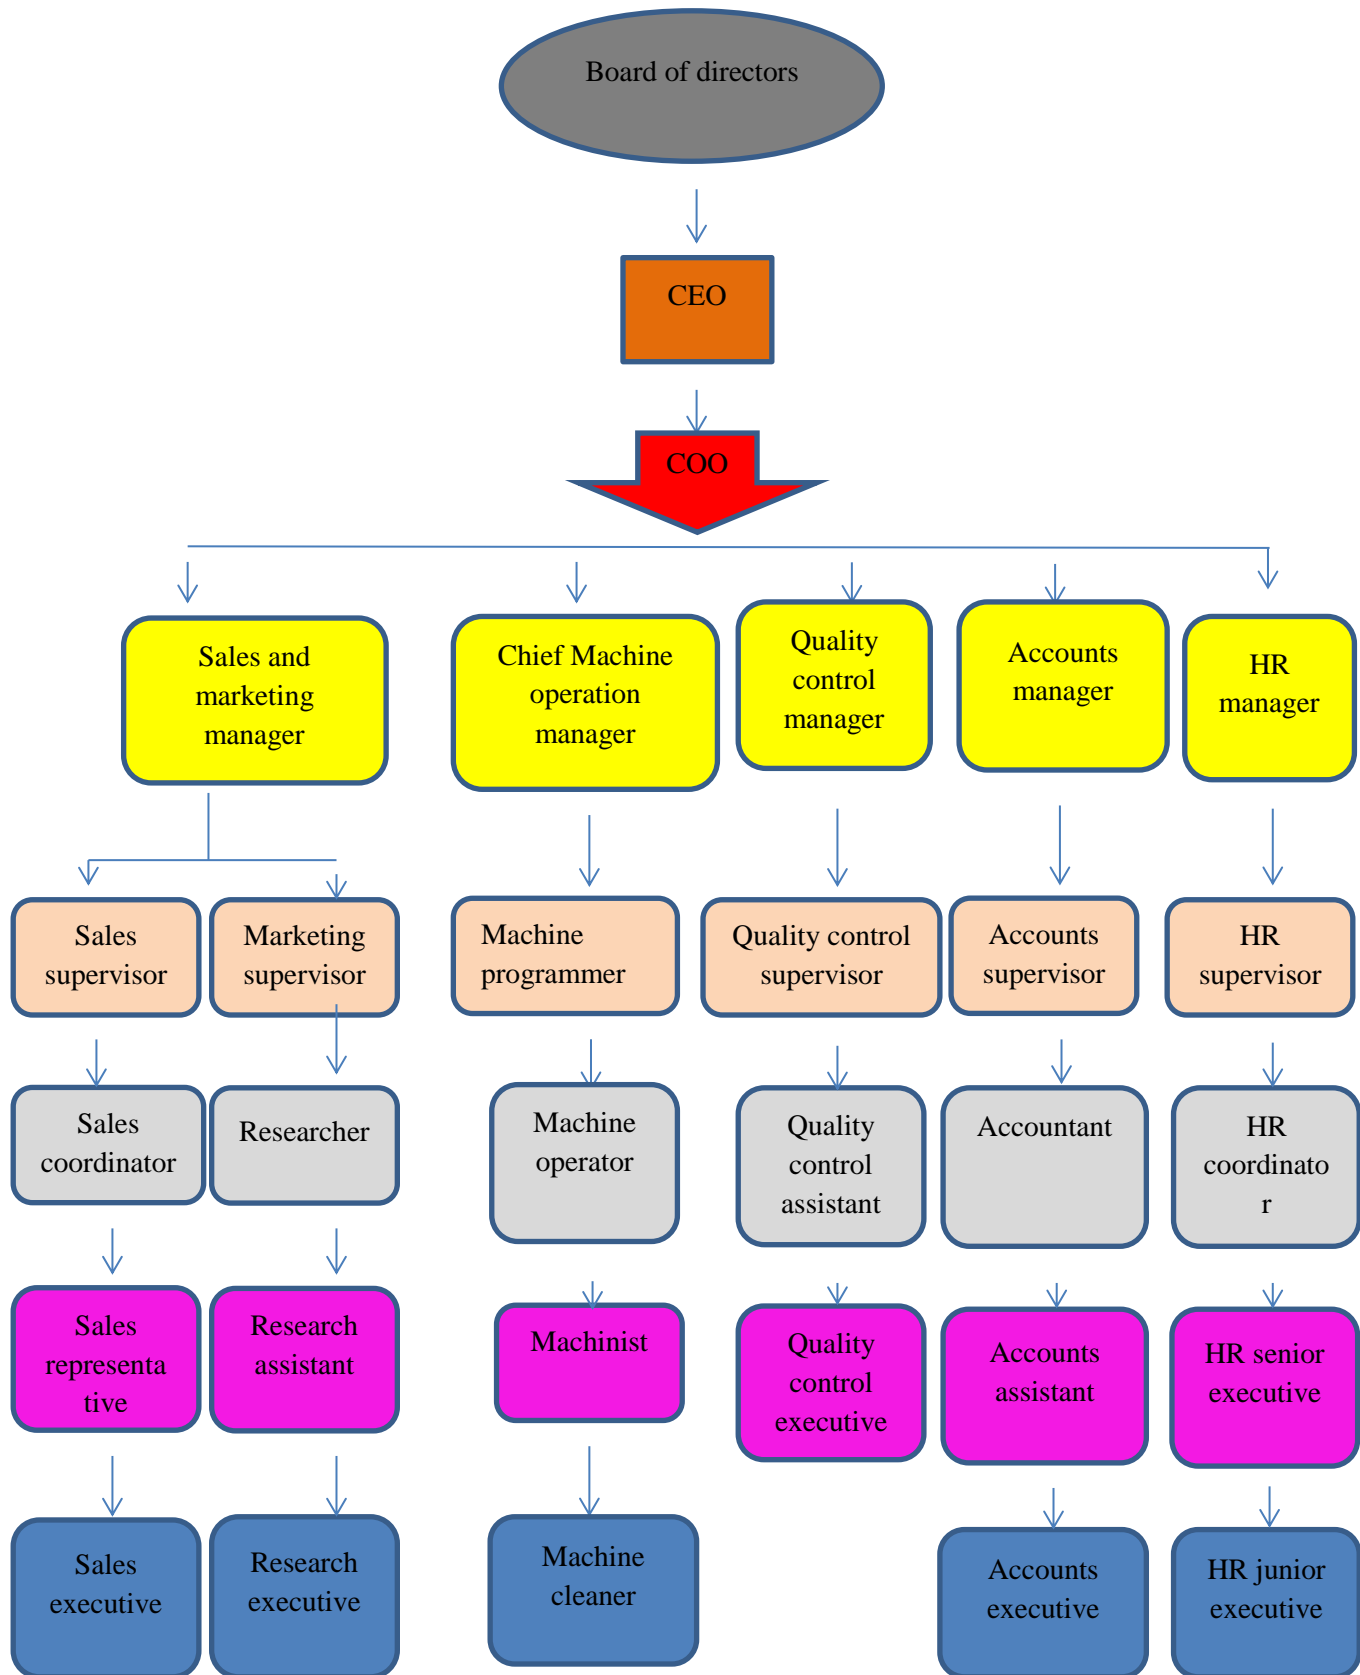 Board of directors
CEO
COO
Sales and
marketing
manager
Chief Machine
operation
manager
Quality
control
manager
Accounts
manager
HR
manager
Sales
supervisor
Marketing
supervisor
Machine
programmer
Quality control
supervisor
Accounts
supervisor
HR
supervisor
Sales
coordinator
Researcher
Machine
operator
Quality
control
assistant
Accountant
HR
coordinato
r
Sales
representa
tive
Research
assistant
Machinist
Quality
control
executive
Accounts
assistant
HR senior
executive
Sales
executive
Research
executive
Machine
cleaner
Accounts
executive
HR junior
executive